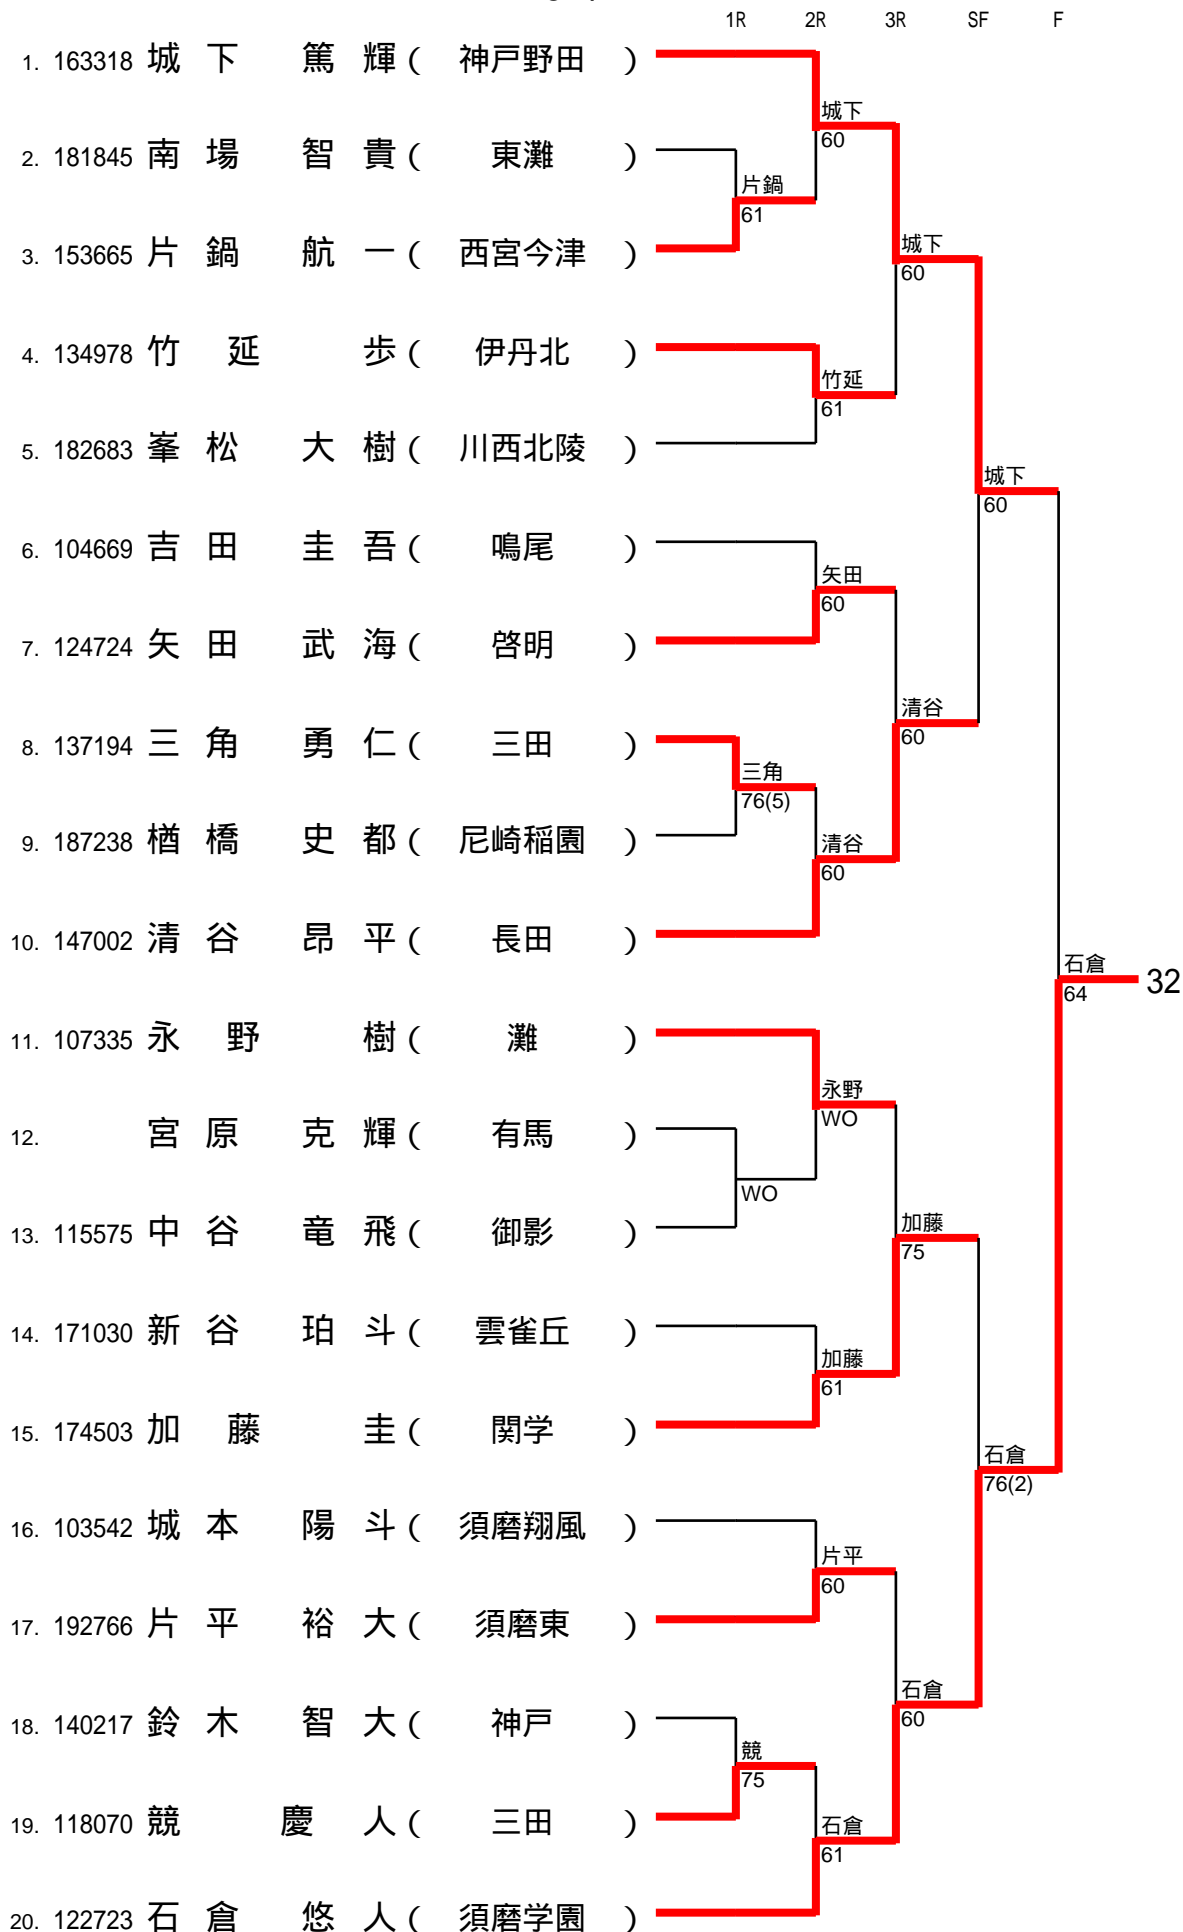 1R 2R 3R SF F
1. 163318 城下 篤輝 ( 神戸野田 )
城下
60
2. 181845 南場 智貴 ( 東灘 )
片鍋
61
3. 153665 片鍋 航一 ( 西宮今津 )
城下
60
4. 134978 竹延 歩 ( 伊丹北 )
竹延
61
5. 182683 峯松 大樹 ( 川西北陵 )
城下
60
6. 104669 吉田 圭吾 ( 鳴尾 )
矢田
60
7. 124724 矢田 武海 ( 啓明 )
清谷
60
8. 137194 三角 勇仁 ( 三田 )
三角
76(5)
9. 187238 楢橋 史都 ( 尼崎稲園 )
清谷
60
10. 147002 清谷 昂平 ( 長田 )
石倉
64
32
11. 107335 永野 樹 ( 灘 )
永野
WO
12. 宮原 克輝 ( 有馬 )
WO
13. 115575 中谷 竜飛 ( 御影 )
加藤
75
14. 171030 新谷 珀斗 ( 雲雀丘 )
加藤
61
15. 174503 加藤 圭 ( 関学 )
石倉
76(2)
16. 103542 城本 陽斗 ( 須磨翔風 )
片平
60
17. 192766 片平 裕大 ( 須磨東 )
石倉
60
18. 140217 鈴木 智大 ( 神戸 )
競
75
19. 118070 競 慶人 ( 三田 )
石倉
61
20. 122723 石倉 悠人 ( 須磨学園 )